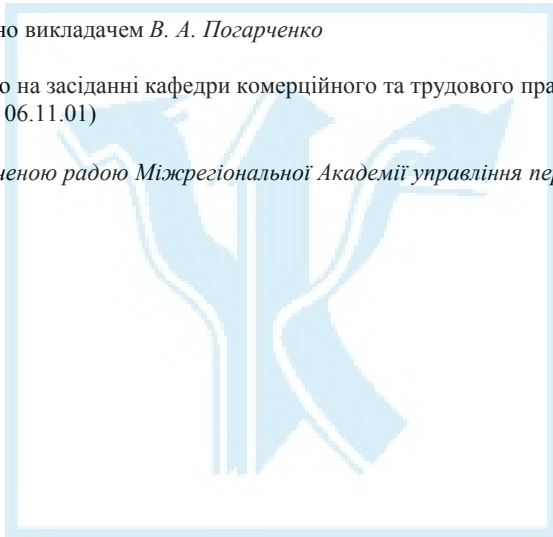 но викладачем В. А. Погарченко
о на засіданні кафедри комерційного та трудового пра
06.11.01)
ченою радою Міжрегіональної Академії управління пер